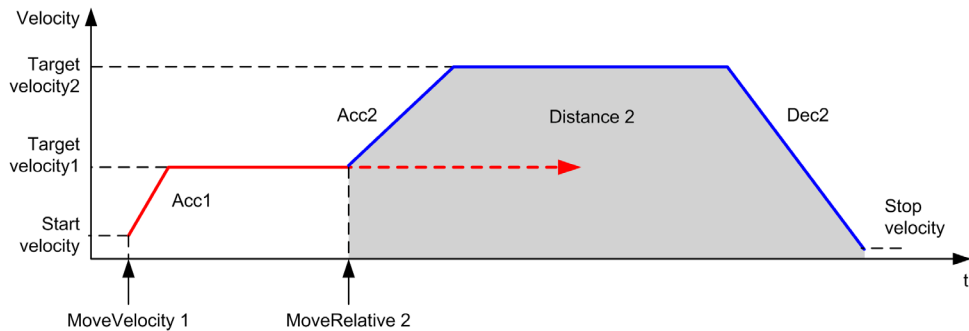 Velocity
Target
velocity2
Acc2
Distance 2
Dec2
Target
velocity1
Acc1
Start
velocity
Stop
velocity
t
MoveVelocity 1
MoveRelative 2